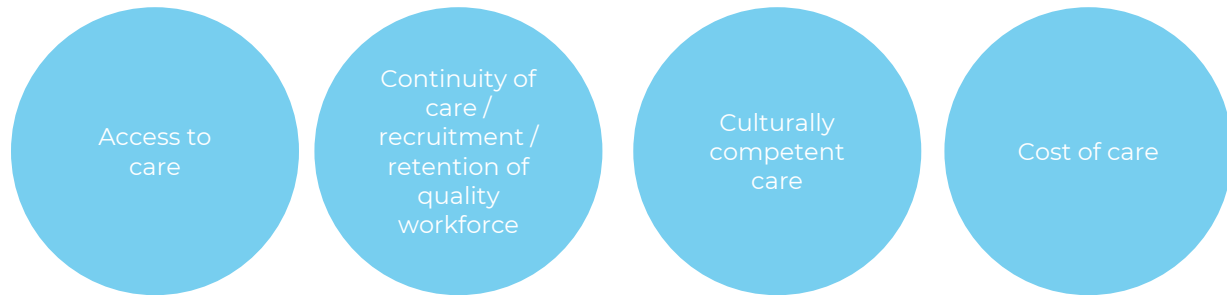 Access to
care
Continuity of
care /
recruitment /
retention of
quality
workforce
Culturally
competent
care
Cost of care